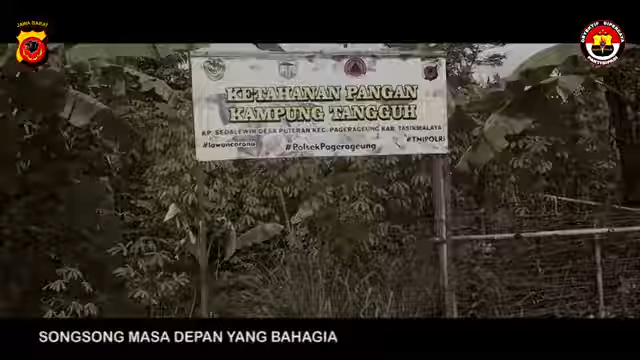 JAWA BARAT
KETAHANAN PANGAN
KAMPUNG TANGGUH
KP. SEDALEWIH DESA PUTERAN KEC. PAGERAGEUNG KAB. TASIKMALAYA
#lawancorona
#PolsekPagerageung
#TNIPOLRI
SONGSONG MASA DEPAN YANG BAHAGIA